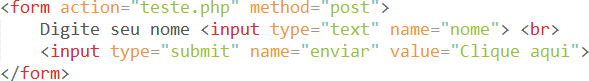 <form action="teste.php" method="post">
    Digite seu nome <input type="text" name="nome"> <br>
    <input type="submit" name="enviar" value="Clique aqui">
</form>